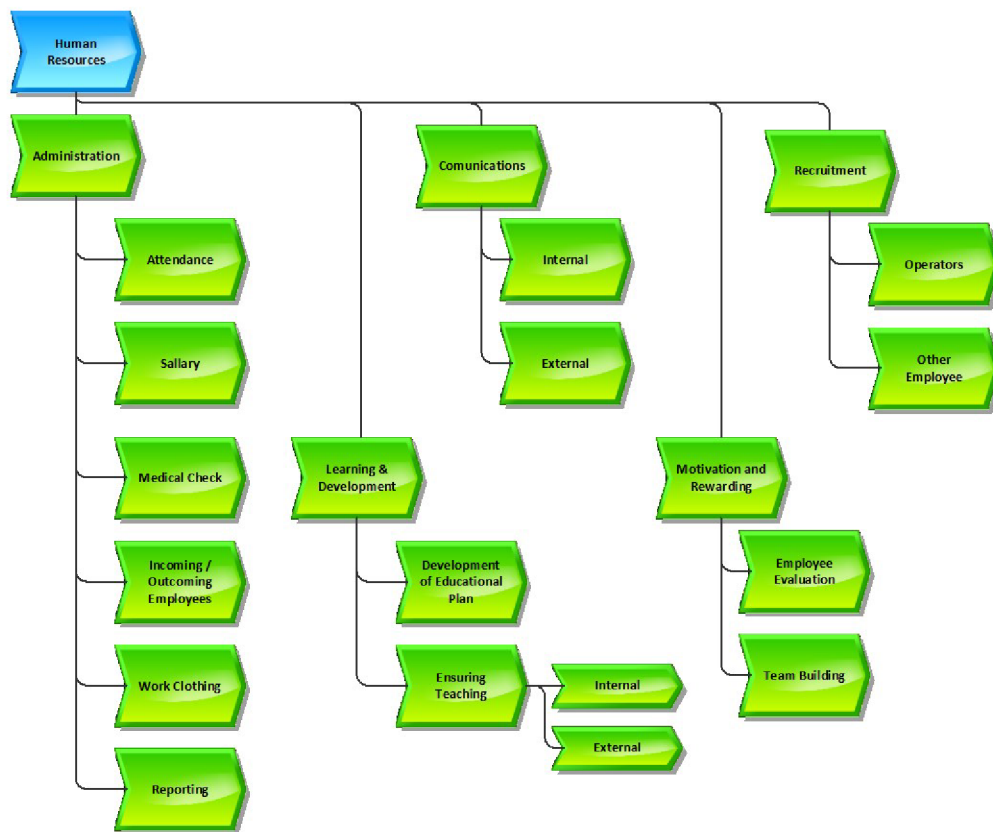 Human
Resources
Administration
Attendance
Sallary
Medical Check
Incoming /
Outcoming
Employees
Work Clothing
Reporting
Learning &
Development
Development
of Educational
Plan
Ensuring
Teaching
Internal
External
Comunications
Internal
External
Motivation and
Rewarding
Employee
Evaluation
Team Building
Recruitment
Operators
Other
Employee